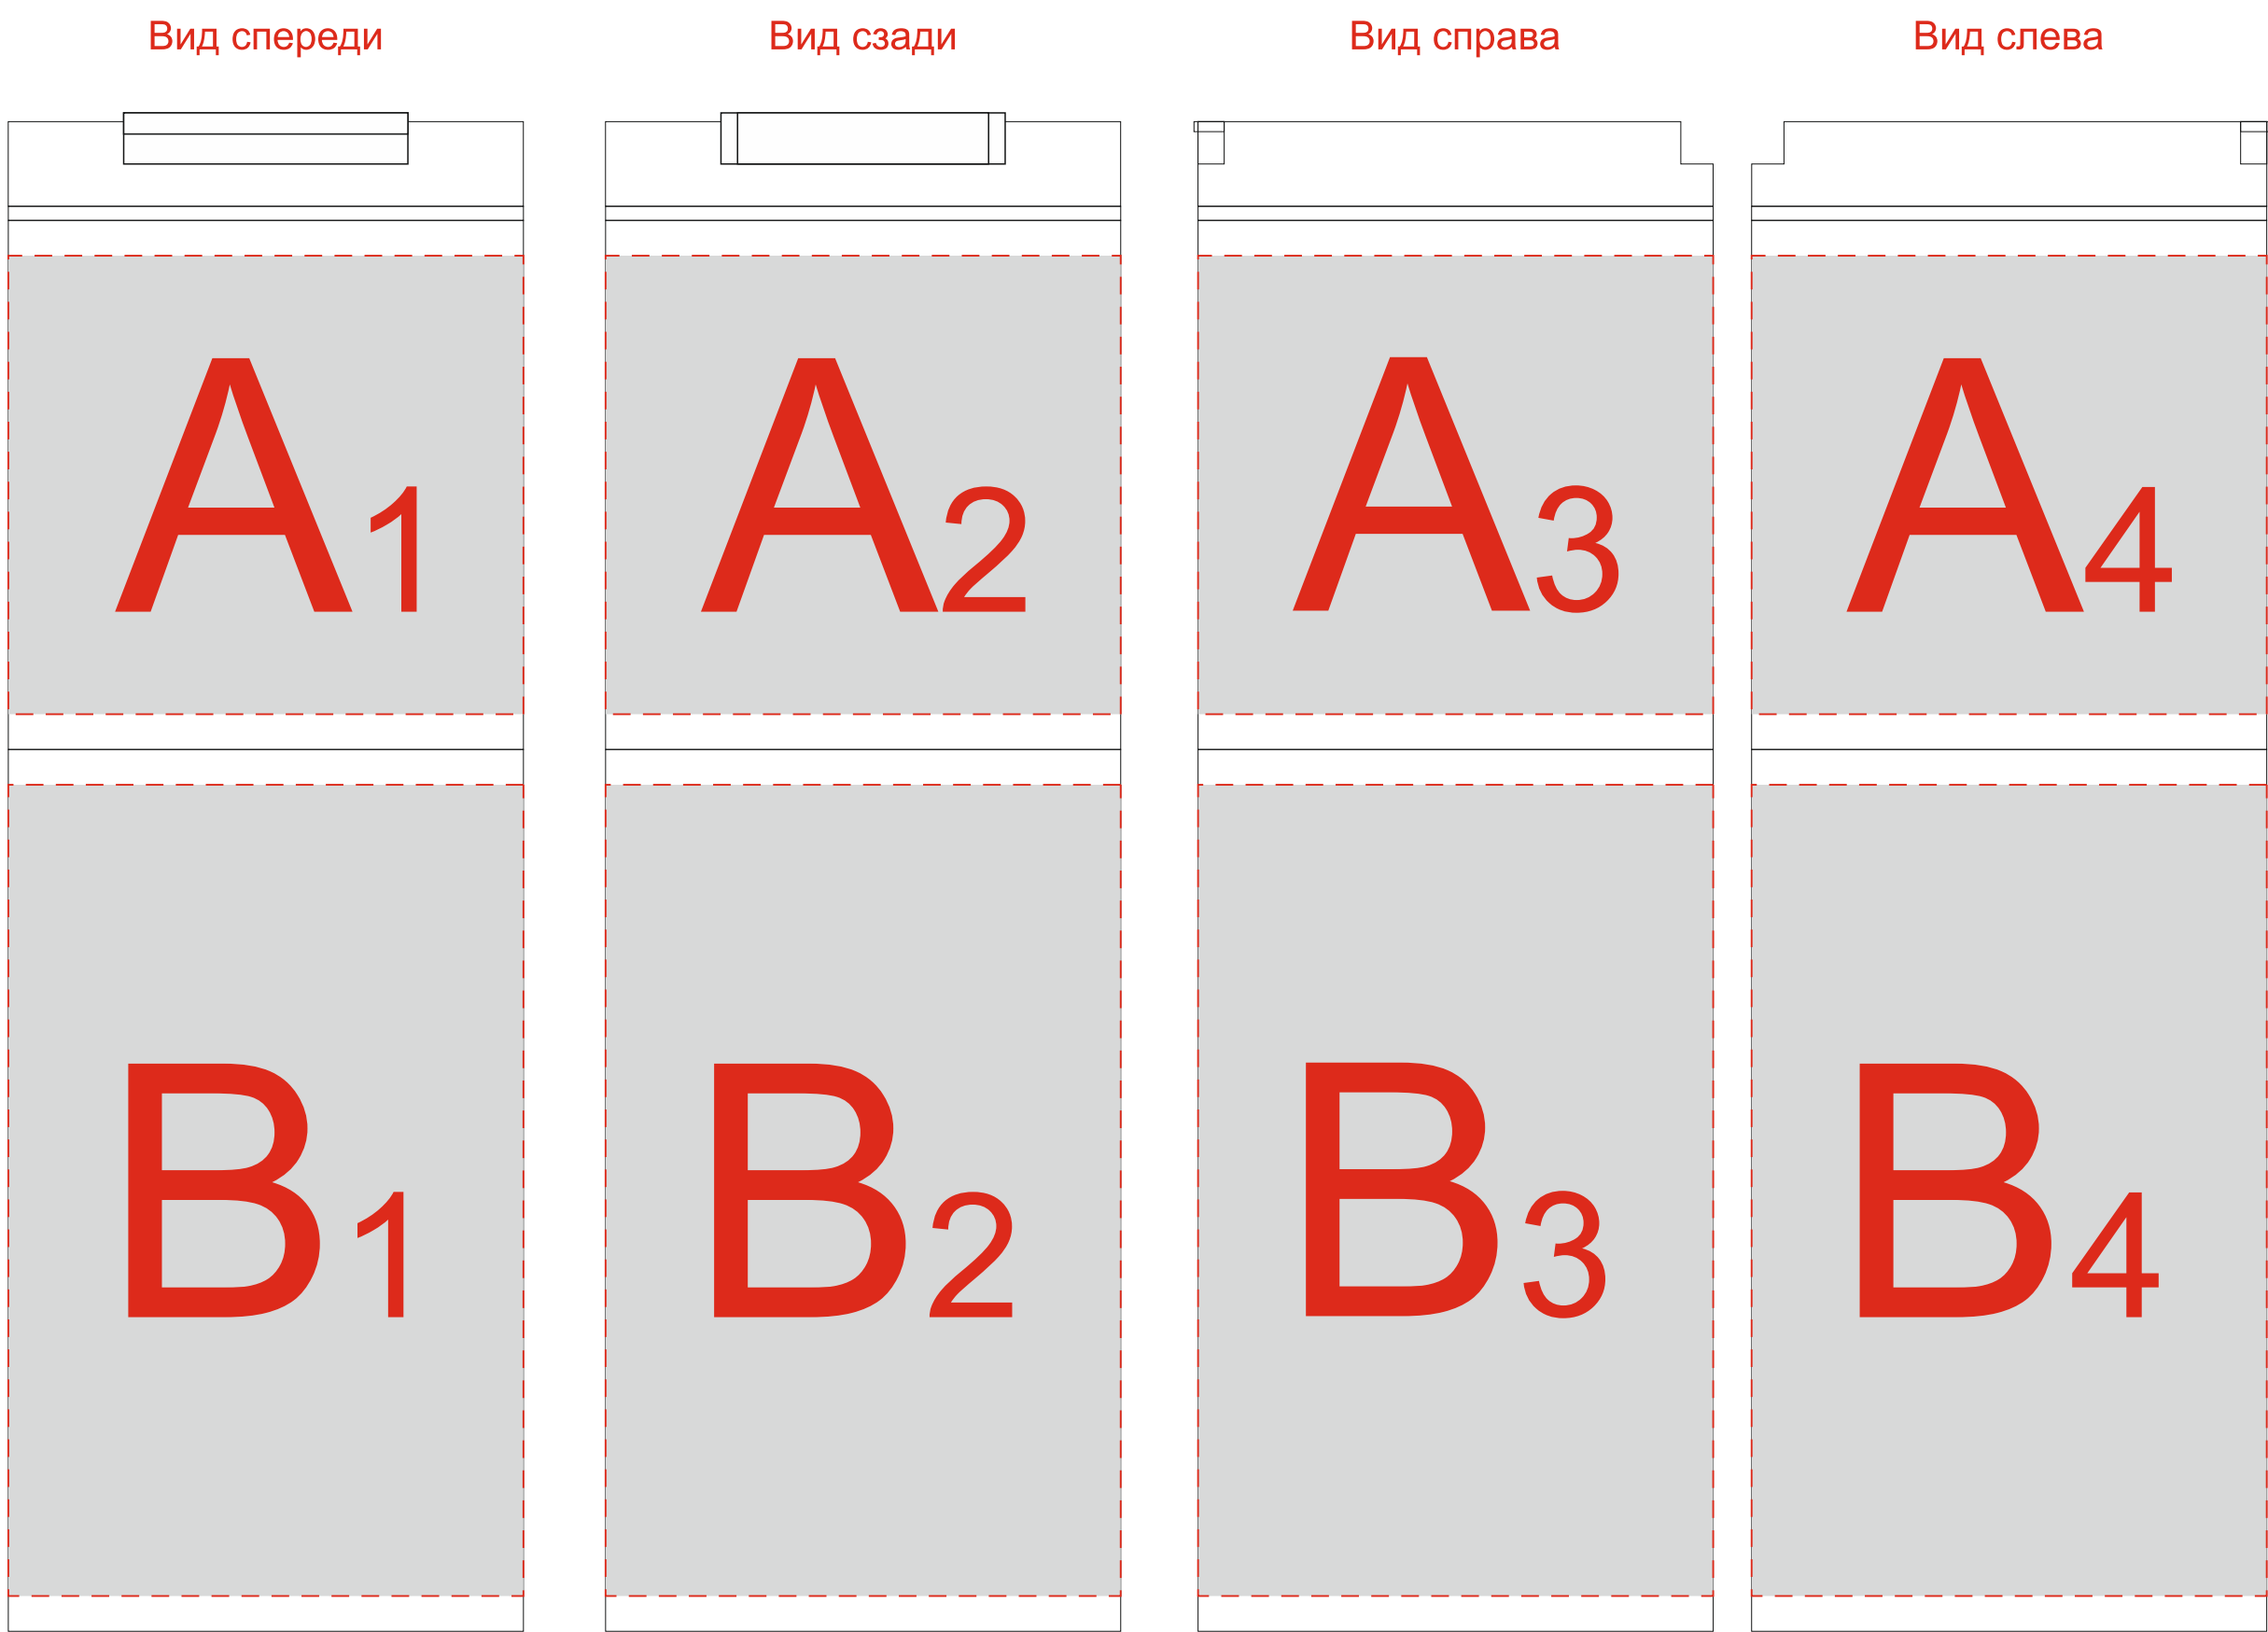 Вид спереди
Вид сзади
Вид справа
Вид слева
A1
A2
A3
A4
B1
B2
B3
B4